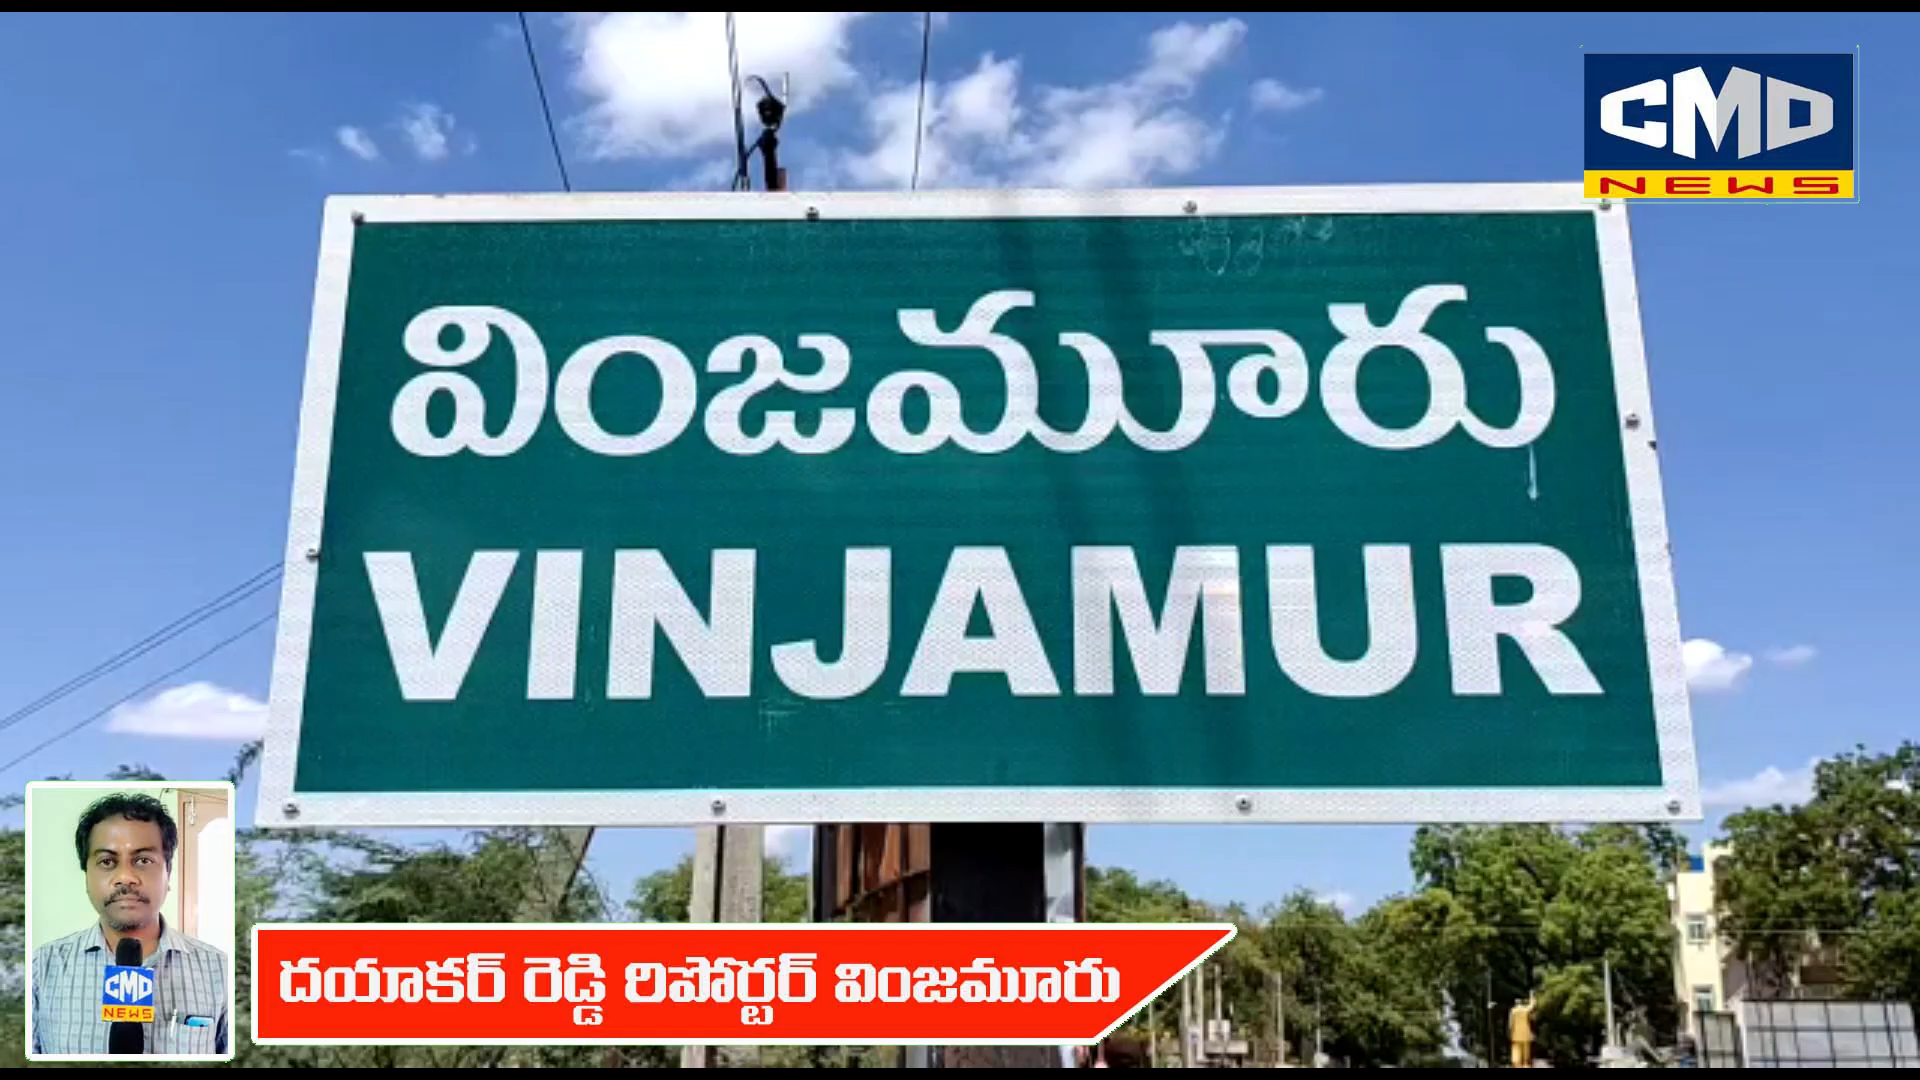 CMD
NEWS
వింజమూరు
VINJAMUR
CMD
NEWS
దయాకర్ రెడ్డి రిపోర్టర్ వింజమూరు